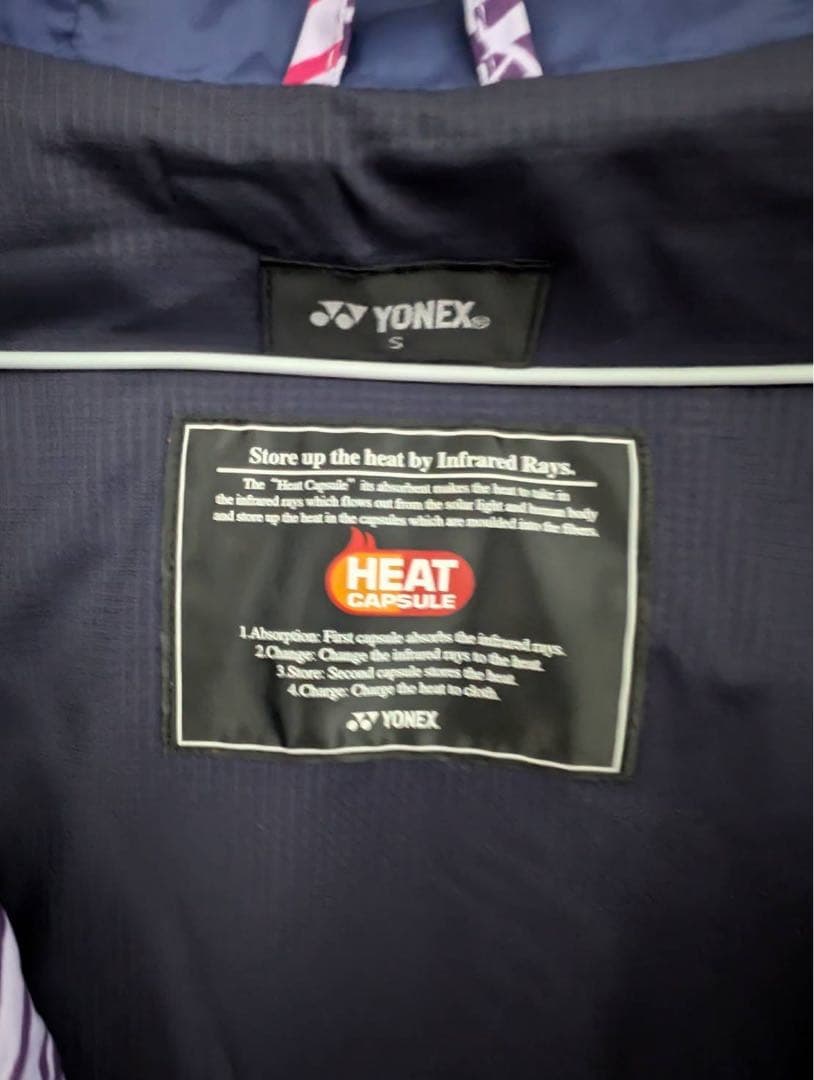 YONEX®
S
Store up the heat by Infrared Rays.
The "Heat Capsule" its absorbent makes the heat to take in
the infrared rays which flows out from the solar light and human body
and store up the heat in the capsules which are moulded into the fibers.
HEAT
CAPSULE
1.Absorption: First capsule absorbs the infrared rays.
2.Change: Change the infrared rays to the heat.
3.Store: Second capsule stores the heat.
4.Charge: Charge the heat to cloth.
YONEX